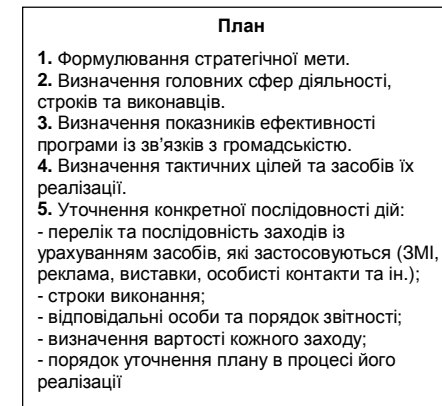 План
1. Формулювання стратегічної мети.
2. Визначення головних сфер діяльності,
строків та виконавців.
3. Визначення показників ефективності
програми із зв’язків з громадськістю.
4. Визначення тактичних цілей та засобів їх
реалізації.
5. Уточнення конкретної послідовності дій:
- перелік та послідовність заходів із
урахуванням засобів, які застосовуються (ЗМІ,
реклама, виставки, особисті контакти та ін.);
- строки виконання;
- відповідальні особи та порядок звітності;
- визначення вартості кожного заходу;
- порядок уточнення плану в процесі його
реалізації